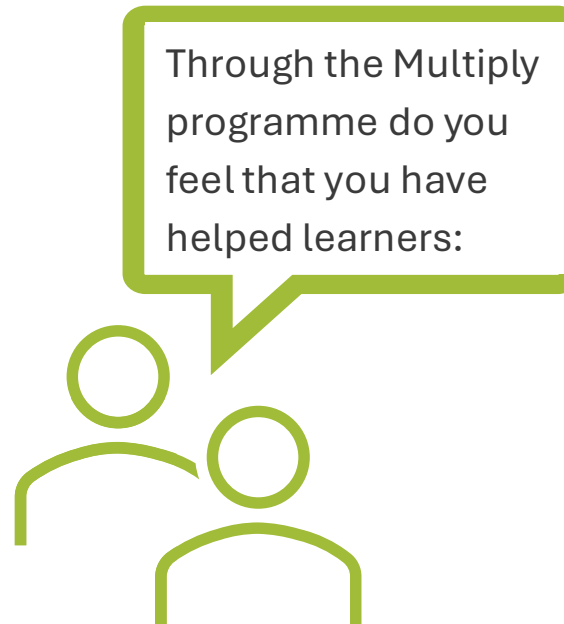 Through the Multiply
programme do you
feel that you have
helped learners: